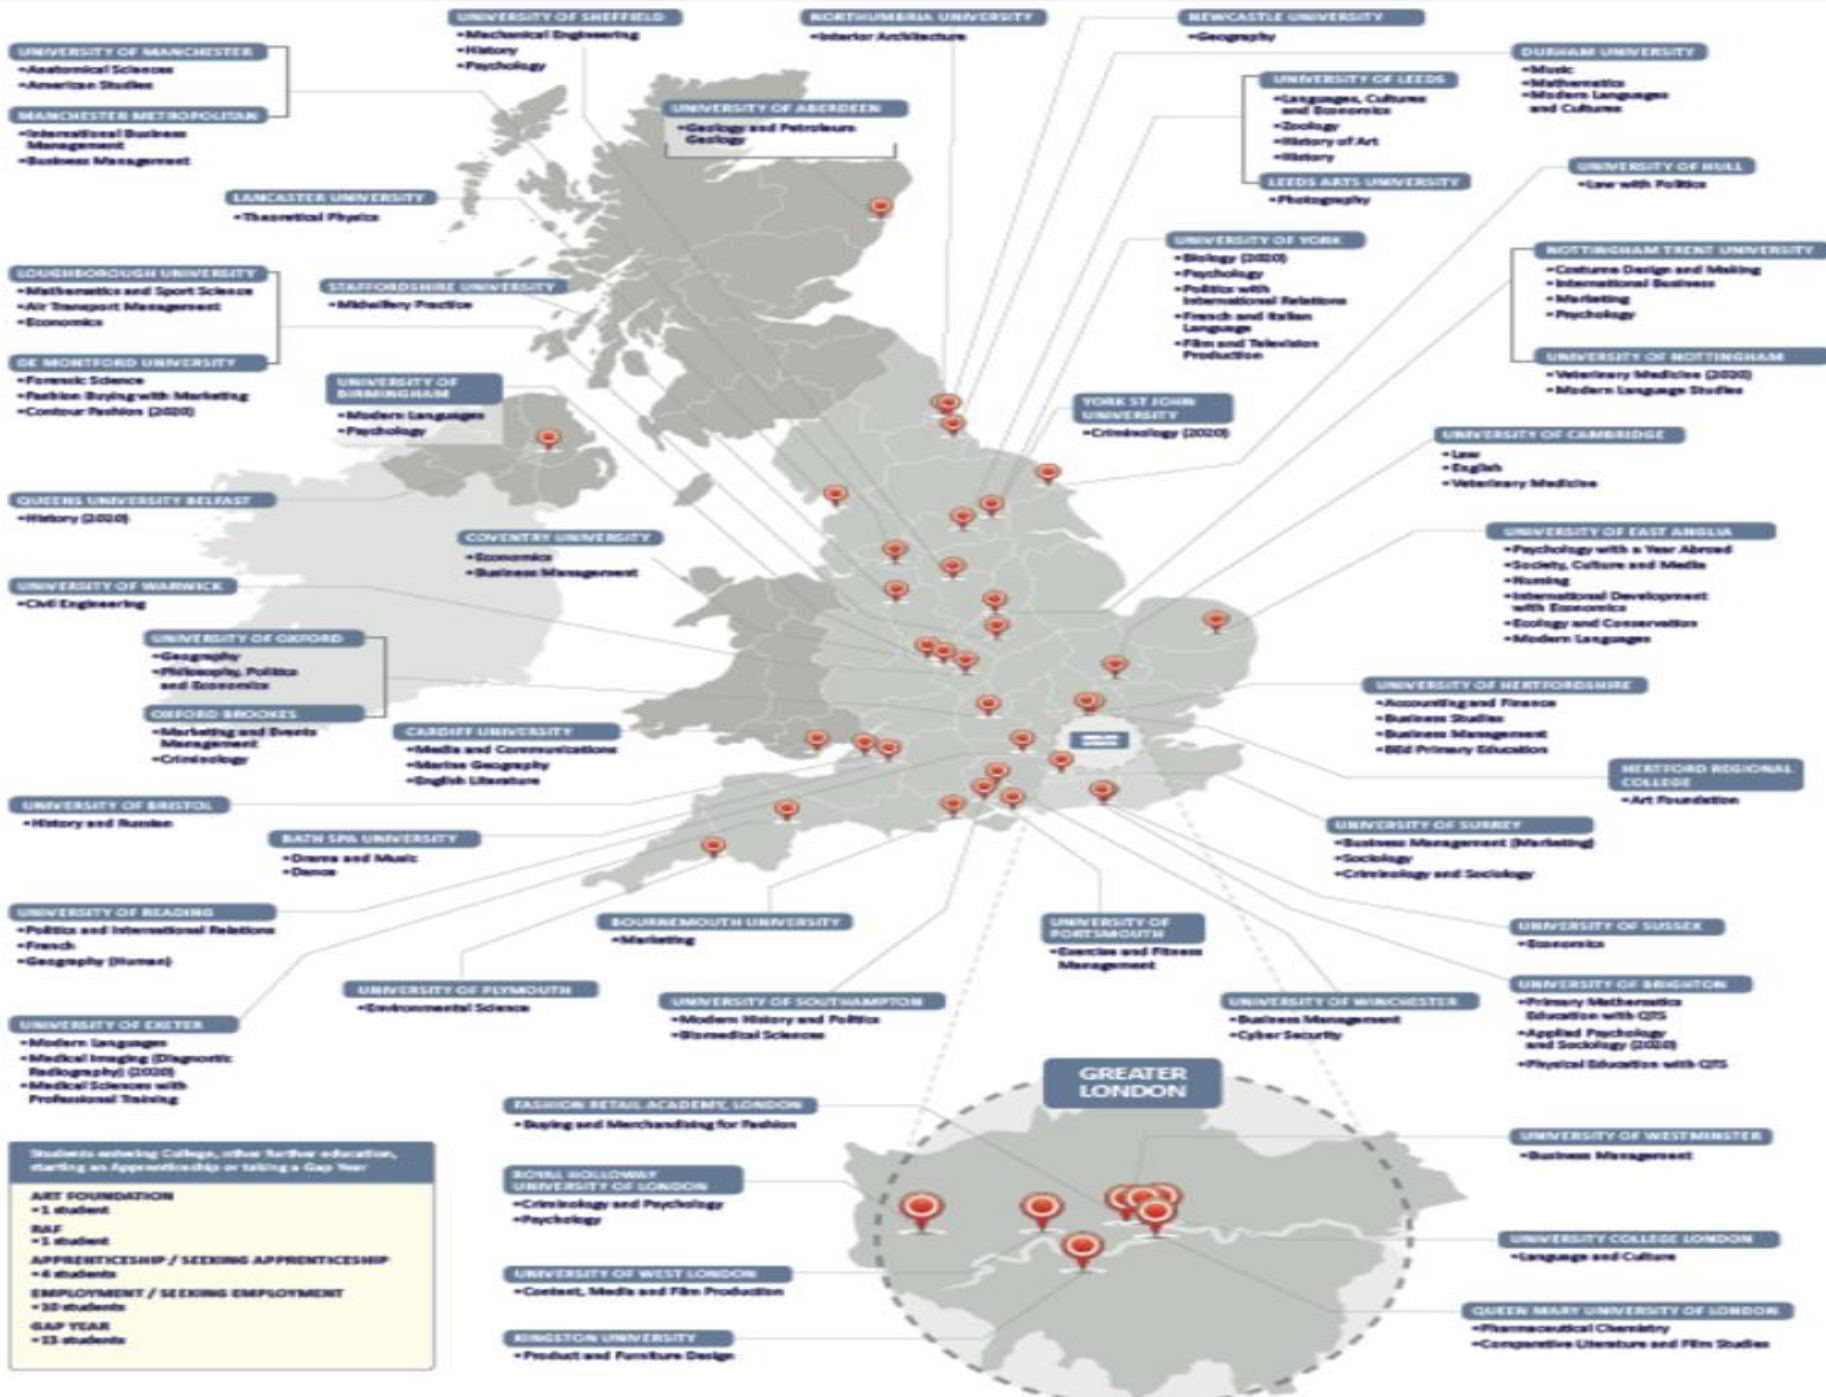 UNIVERSITY OF SHEFFIELD
•Mechanical Engineering
•History
•Psychology
NORTHUMBRIA UNIVERSITY
•Interior Architecture
NEWCASTLE UNIVERSITY
•Geography
UNIVERSITY OF MANCHESTER
•Anatomical Sciences
•American Studies
MANCHESTER METROPOLITAN
•International Business
Management
•Business Management
DURHAM UNIVERSITY
•Music
•Mathematics
•Modern Languages
and Cultures
UNIVERSITY OF LEEDS
•Languages, Cultures
and Economics
•Zoology
•History of Art
•History
LEEDS ARTS UNIVERSITY
•Photography
UNIVERSITY OF ABERDEEN
•Geology and Petroleum
Geology
UNIVERSITY OF HULL
•Law with Politics
LANCASTER UNIVERSITY
•Theoretical Physics
UNIVERSITY OF YORK
•Biology (2020)
•Psychology
•Politics with
International Relations
•French and Italian
Language
•Film and Television
Production
NOTTINGHAM TRENT UNIVERSITY
•Costume Design and Making
•International Business
•Marketing
•Psychology
UNIVERSITY OF NOTTINGHAM
•Veterinary Medicine (2020)
•Modern Language Studies
LOUGHBOROUGH UNIVERSITY
•Mathematics and Sport Science
•Air Transport Management
•Economics
DE MONTFORD UNIVERSITY
•Forensic Science
•Fashion Buying with Marketing
•Contour Fashion (2020)
STAFFORDSHIRE UNIVERSITY
•Midwifery Practice
UNIVERSITY OF
BIRMINGHAM
•Modern Languages
•Psychology
YORK ST JOHN
UNIVERSITY
•Criminology (2020)
UNIVERSITY OF CAMBRIDGE
•Law
•English
•Veterinary Medicine
QUEENS UNIVERSITY BELFAST
•History (2020)
COVENTRY UNIVERSITY
•Economics
•Business Management
UNIVERSITY OF EAST ANGLIA
•Psychology with a Year Abroad
•Society, Culture and Media
•Nursing
•International Development
with Economics
•Ecology and Conservation
•Modern Languages
UNIVERSITY OF WARWICK
•Civil Engineering
UNIVERSITY OF OXFORD
•Geography
•Philosophy, Politics
and Economics
OXFORD BROOKES
•Marketing and Events
Management
•Criminology
CARDIFF UNIVERSITY
•Media and Communications
•Marine Geography
•English Literature
UNIVERSITY OF HERTFORDSHIRE
•Accounting and Finance
•Business Studies
•Business Management
•BEd Primary Education
HERTFORD REGIONAL
COLLEGE
•Art Foundation
UNIVERSITY OF BRISTOL
•History and Russian
BATH SPA UNIVERSITY
•Drama and Music
•Dance
UNIVERSITY OF SURREY
•Business Management (Marketing)
•Sociology
•Criminology and Sociology
UNIVERSITY OF READING
•Politics and International Relations
•French
•Geography (Human)
BOURNEMOUTH UNIVERSITY
•Marketing
UNIVERSITY OF
PORTSMOUTH
•Exercise and Fitness
Management
UNIVERSITY OF SUSSEX
•Economics
UNIVERSITY OF PLYMOUTH
•Environmental Science
UNIVERSITY OF SOUTHAMPTON
•Modern History and Politics
•Biomedical Sciences
UNIVERSITY OF WINCHESTER
•Business Management
•Cyber Security
UNIVERSITY OF BRIGHTON
•Primary Mathematics
Education with QTS
•Applied Psychology
and Sociology (2020)
•Physical Education with QTS
UNIVERSITY OF EXETER
•Modern Languages
•Medical Imaging (Diagnostic
Radiography) (2020)
•Medical Sciences with
Professional Training
GREATER
LONDON
FASHION RETAIL ACADEMY, LONDON
•Buying and Merchandising for Fashion
ROYAL HOLLOWAY
UNIVERSITY OF LONDON
•Criminology and Psychology
•Psychology
UNIVERSITY OF WEST LONDON
•Content, Media and Film Production
KINGSTON UNIVERSITY
•Product and Furniture Design
UNIVERSITY OF WESTMINSTER
•Business Management
UNIVERSITY COLLEGE LONDON
•Language and Culture
QUEEN MARY UNIVERSITY OF LONDON
•Pharmaceutical Chemistry
•Comparative Literature and Film Studies
Students entering College, other further education,
starting an Apprenticeship or taking a Gap Year
ART FOUNDATION
•1 student
RAF
•1 student
APPRENTICESHIP / SEEKING APPRENTICESHIP
•4 students
EMPLOYMENT / SEEKING EMPLOYMENT
•10 students
GAP YEAR
•13 students